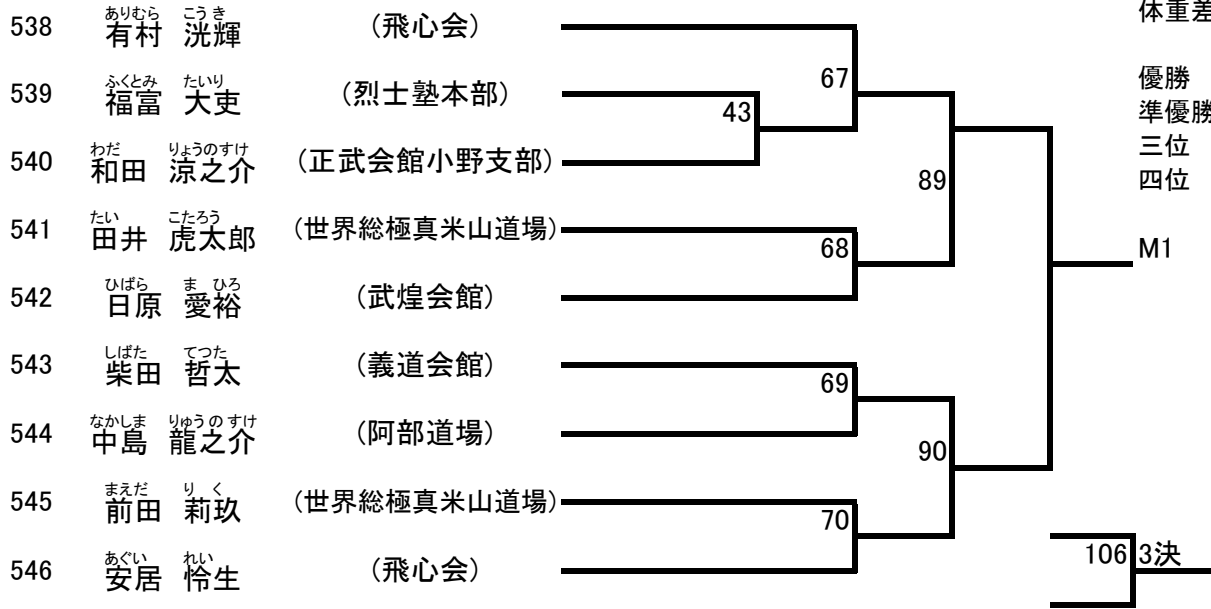 体重差
ありむら こうき
538 有村 洸輝 (飛心会)
67
優勝
ふくとみ たいり
539 福富 大吏 (烈士塾本部)
43
準優勝
三位
わだ りょうのすけ
540 和田 涼之介 (正武会館小野支部)
89
四位
たい こたろう
541 田井 虎太郎 (世界総極真米山道場)
68
M1
ひばら ま ひろ
542 日原 愛裕 (武煌会館)
しばた てつた
543 柴田 哲太 (義道会館)
69
なかしま りゅうのすけ
544 中島 龍之介 (阿部道場)
90
まえだ り く
545 前田 莉玖 (世界総極真米山道場)
70
あぐい れい
546 安居 怜生 (飛心会)
106 3決